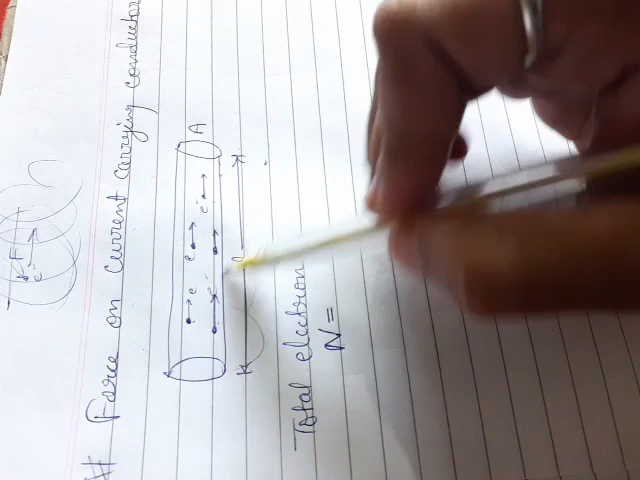 F
e
# Force on current carrying conductor
A
e e e
Total electron
N =